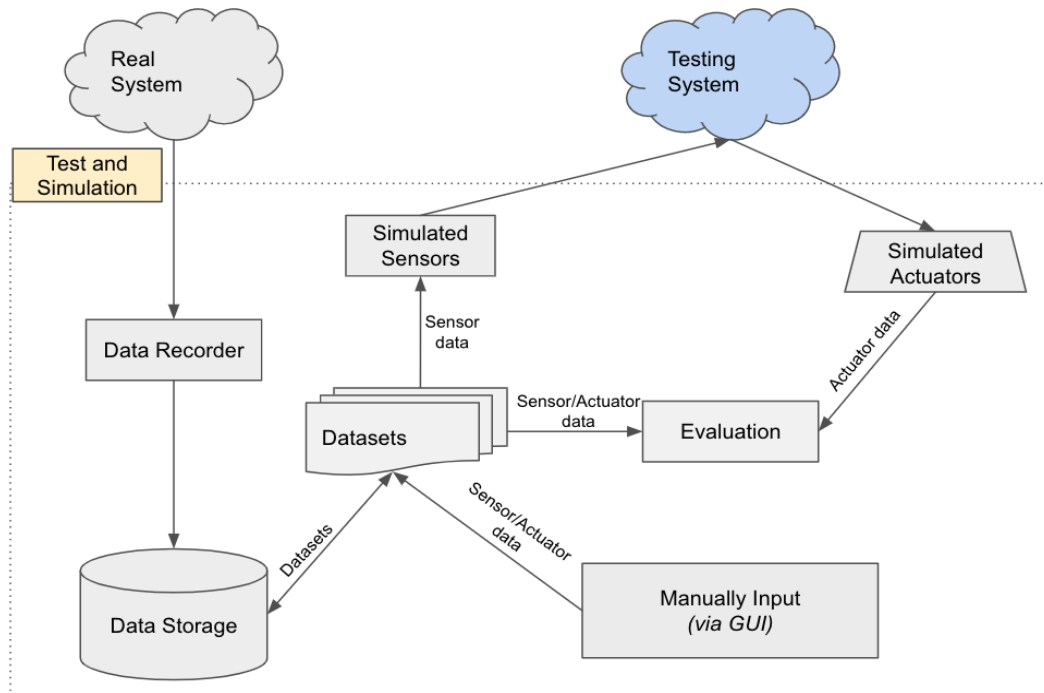 Real
System
Testing
System
Test and
Simulation
Simulated
Sensors
Simulated
Actuators
Sensor
data
Actuator data
Data Recorder
Sensor/Actuator
data
Datasets
Evaluation
Sensor/Actuator
data
Datasets
Manually Input
(via GUI)
Data Storage